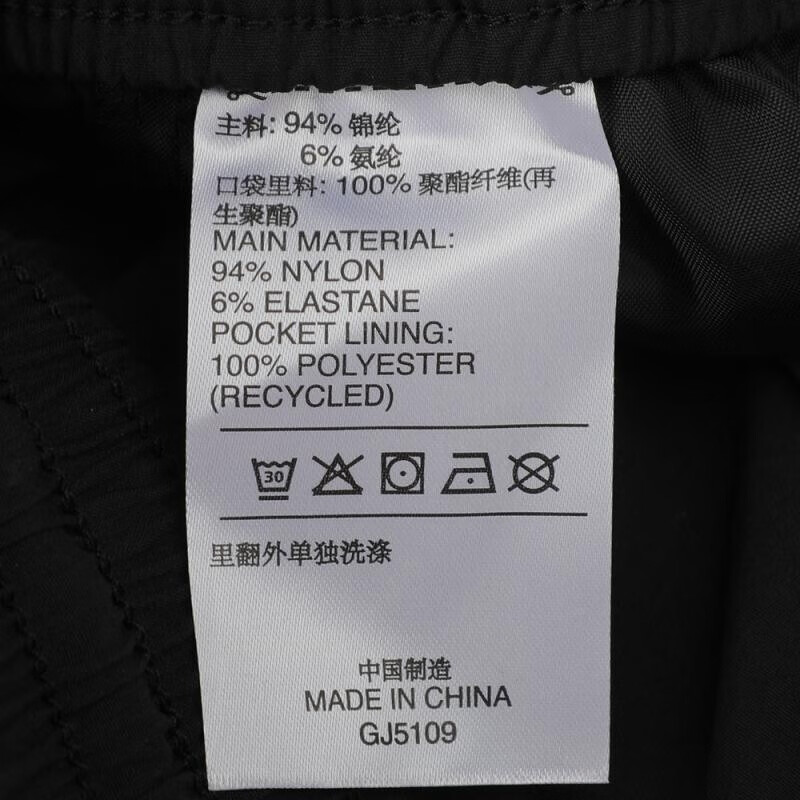 主料: 94% 锦纶
6% 氨纶
口袋里料: 100% 聚酯纤维(再
生聚酯)
MAIN MATERIAL:
94% NYLON
6% ELASTANE
POCKET LINING:
100% POLYESTER
(RECYCLED)
30
里翻外单独洗涤
中国制造
MADE IN CHINA
GJ5109